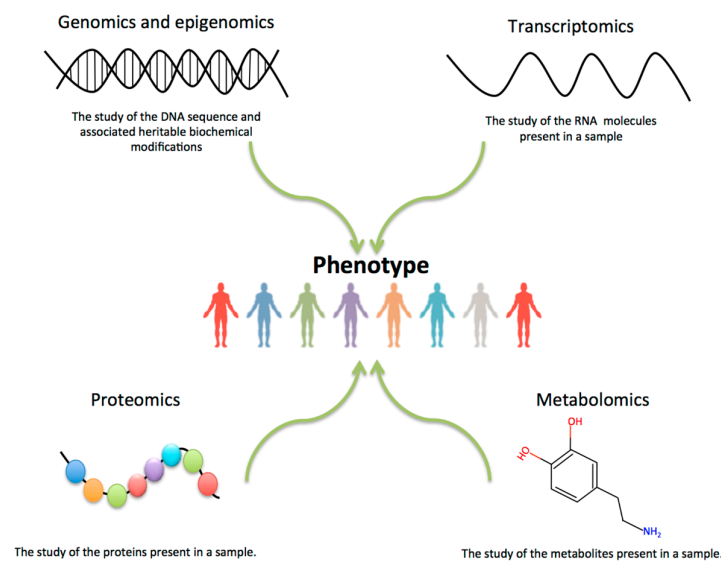 Genomics and epigenomics
The study of the DNA sequence and
associated heritable biochemical
modifications
Transcriptomics
The study of the RNA molecules
present in a sample
Phenotype
Proteomics
The study of the proteins present in a sample.
Metabolomics
OH
HO
NH₂
The study of the metabolites present in a sample.